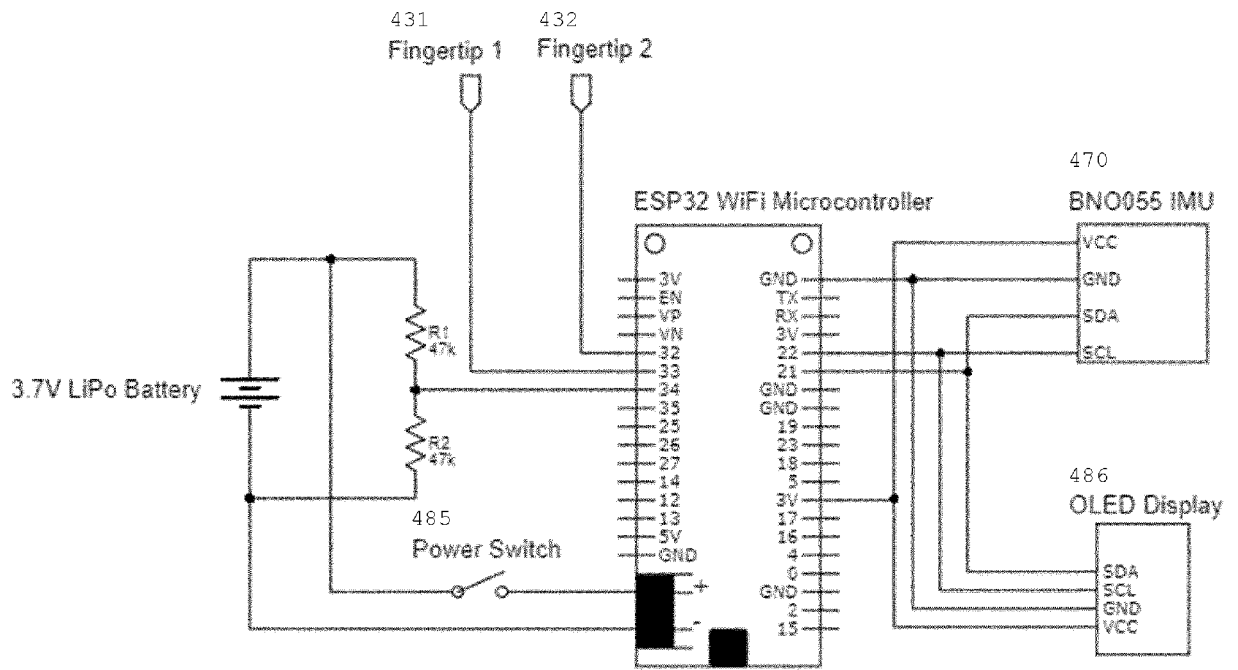 431
Fingertip 1
432
Fingertip 2
470
BNO055 IMU
ESP32 WiFi Microcontroller
VCC
GND
SDA
SCL
3V
EN
VP
VN
32
33
34
35
25
26
27
14
12
13
5V
GND
+
-
GND
TX
RX
3V
22
21
GND
GND
19
23
18
5
3V
17
16
4
0
GND
2
15
R1
47k
3.7V LiPo Battery
R2
47k
485
Power Switch
486
OLED Display
SDA
SCL
GND
VCC